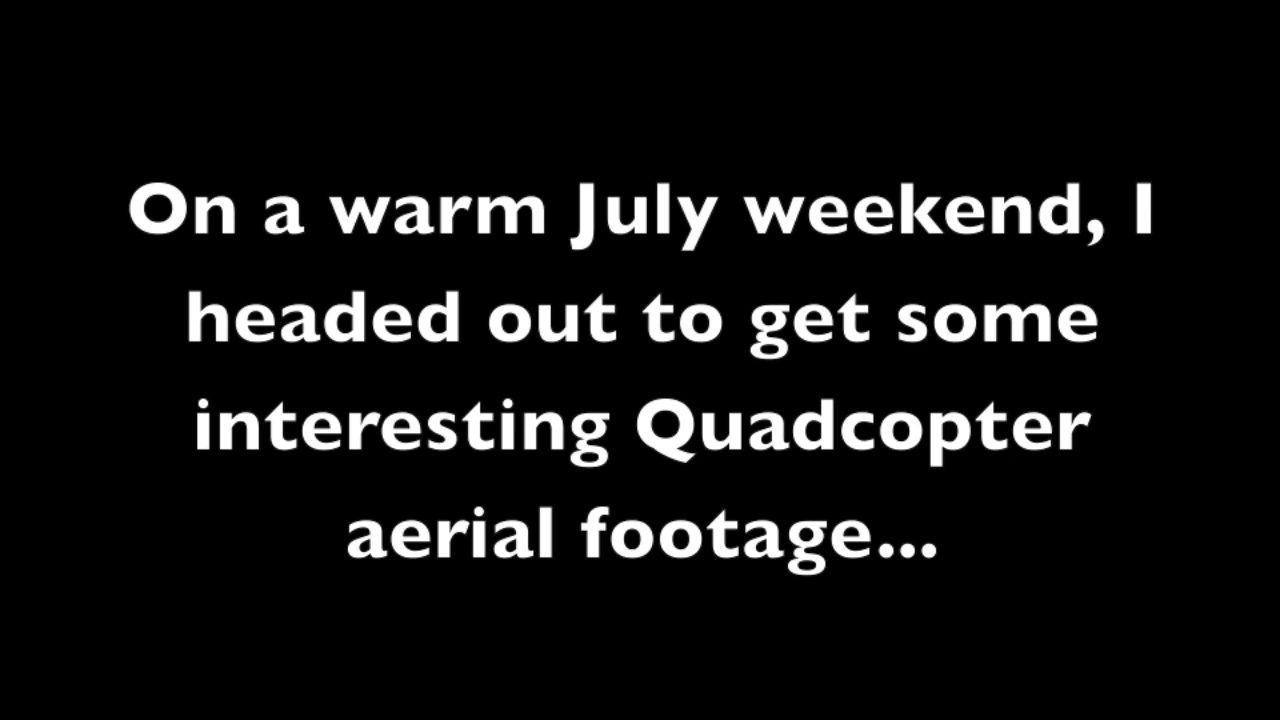 On a warm July weekend, I
headed out to get some
interesting Quadcopter
aerial footage...